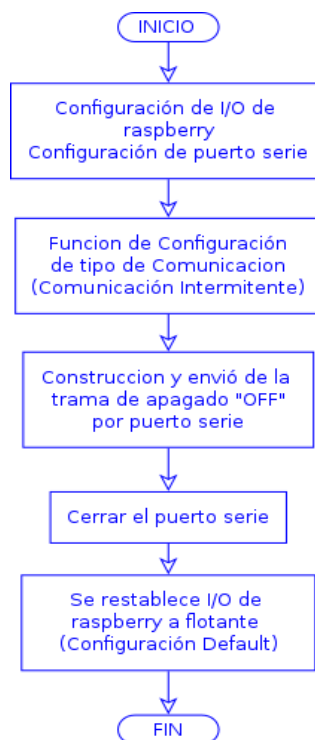 INICIO
Configuración de I/O de
raspberry
Configuración de puerto serie
Funcion de Configuración
de tipo de Comunicacion
(Comunicación Intermitente)
Construccion y envió de la
trama de apagado "OFF"
por puerto serie
Cerrar el puerto serie
Se restablece I/O de
raspberry a flotante
(Configuración Default)
FIN